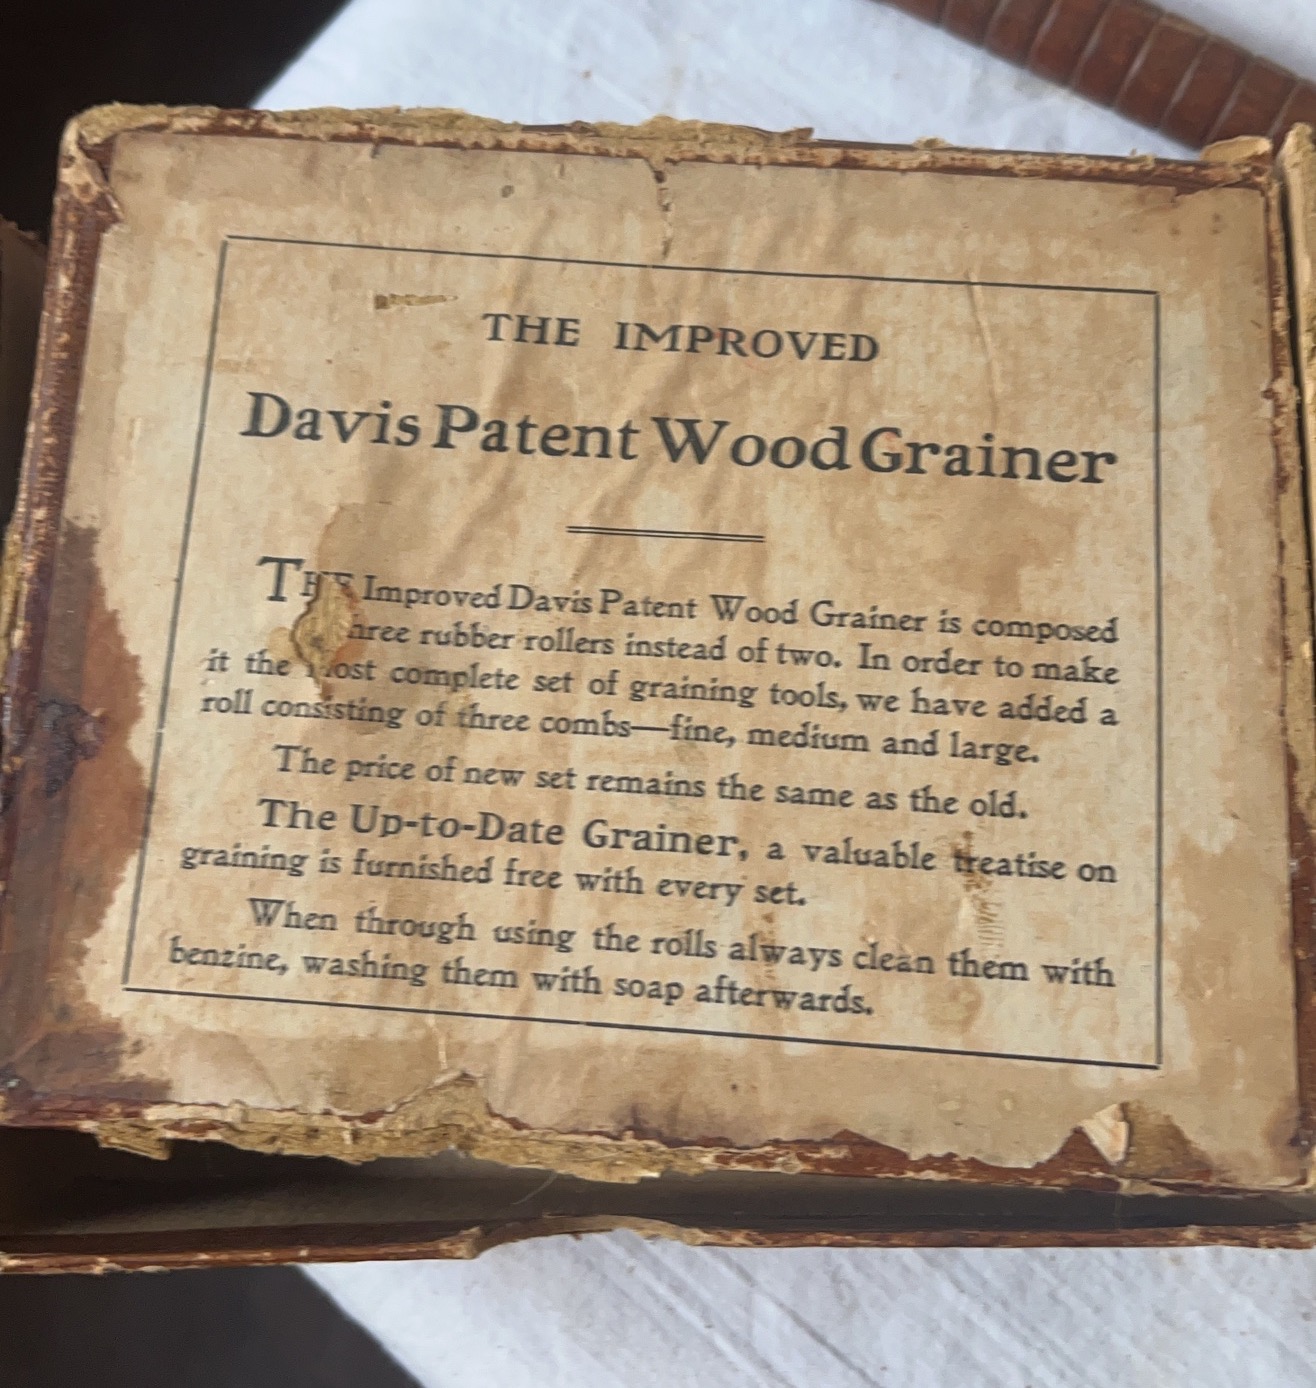 THE IMPROVED
Davis Patent Wood Grainer
THE Improved Davis Patent Wood Grainer is composed
hree rubber rollers instead of two. In order to make
it the most complete set of graining tools, we have added a
roll consisting of three combs—fine, medium and large.
The price of new set remains the same as the old.
The Up-to-Date Grainer, a valuable treatise on
graining is furnished free with every set.
When through using the rolls always clean them with
benzine, washing them with soap afterwards.